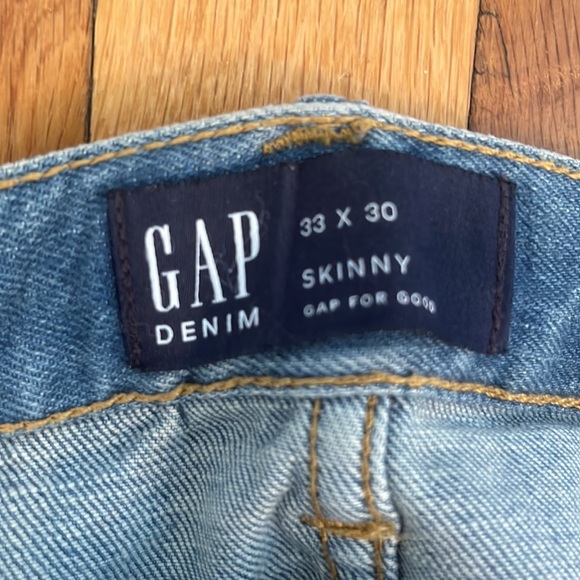 GAP
DENIM
33 X 30
SKINNY
GAP FOR GOOD